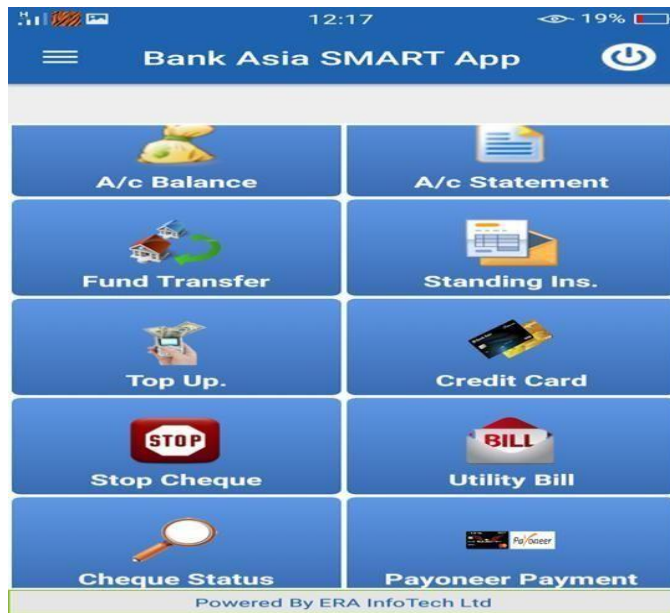 H 12:17 19%
Bank Asia SMART App
A/c Balance A/c Statement
Fund Transfer Standing Ins.
Top Up. Credit Card
STOP BILL
Stop Cheque Utility Bill
Payoneer
Cheque Status Payoneer Payment
Powered By ERA InfoTech Ltd